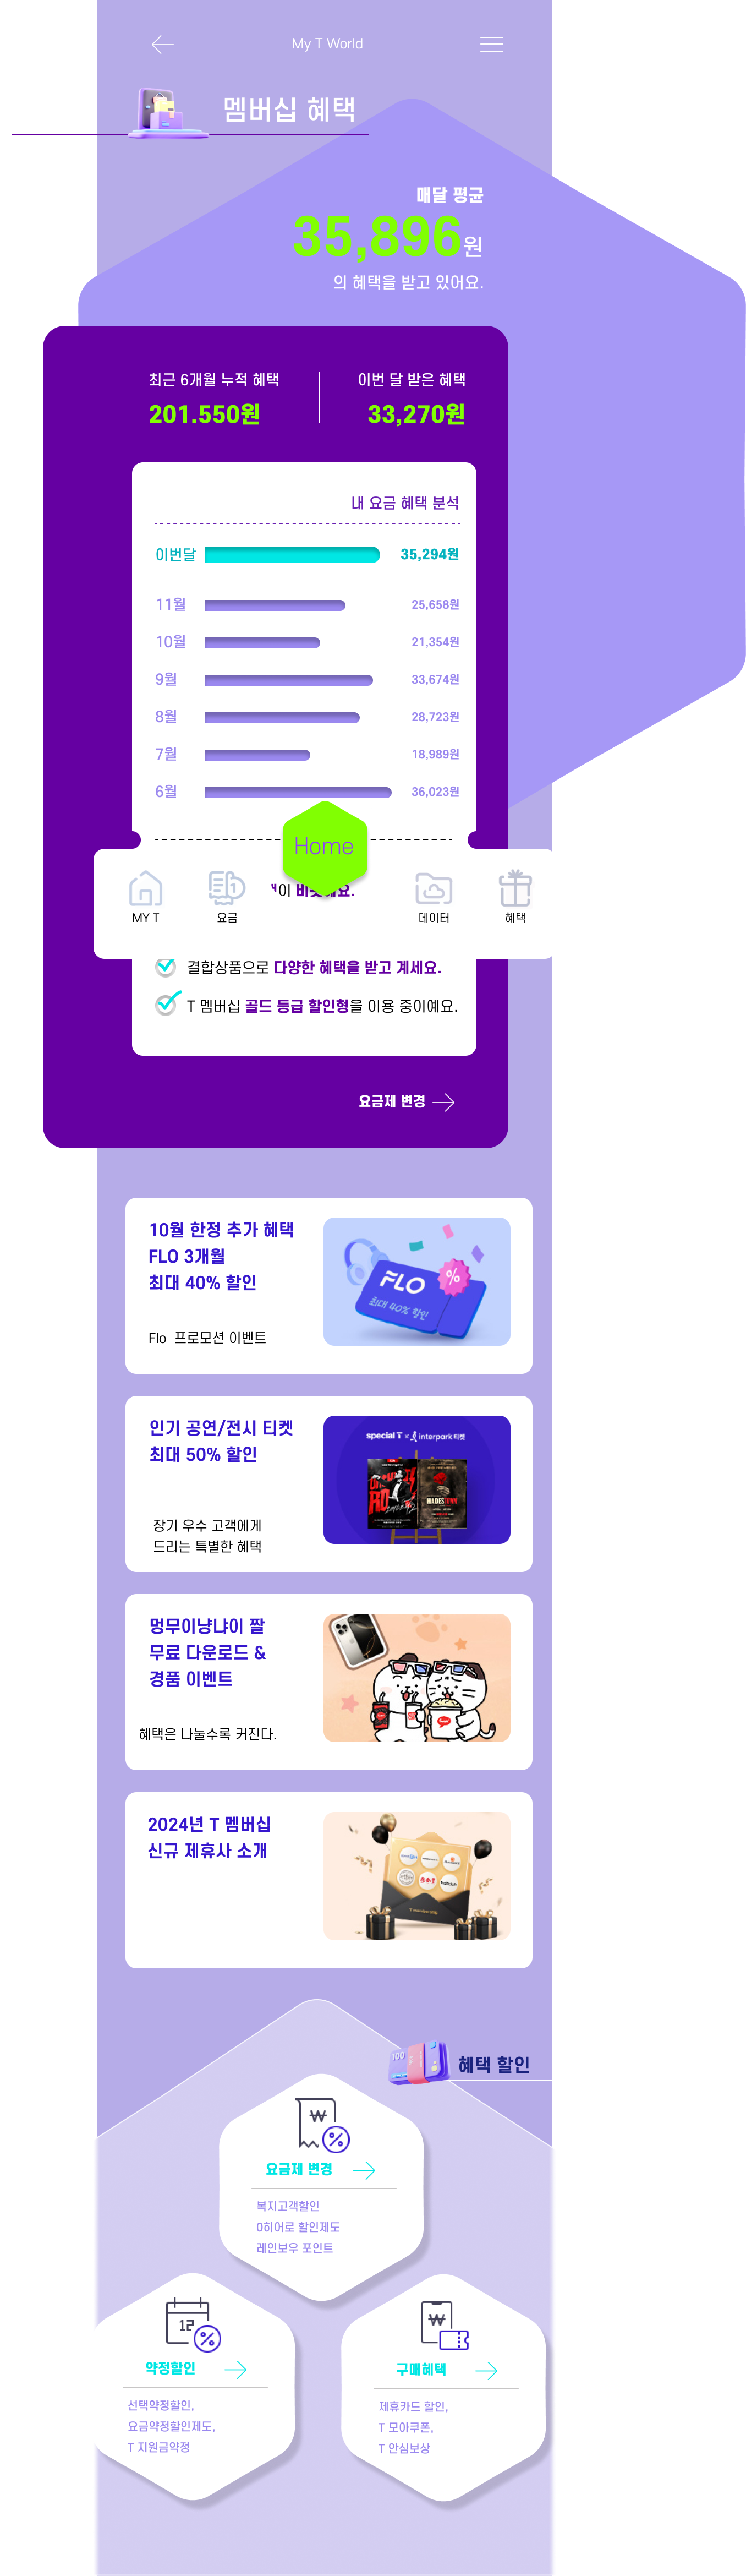 My T World
멤버십 혜택
매달 평균
35,896원
의 혜택을 받고 있어요.
최근 6개월 누적 혜택
201.550원
이번 달 받은 혜택
33,270원
내 요금 혜택 분석
이번달 35,294원
11월 25,658원
10월 21,354원
9월 33,674원
8월 28,723원
7월 18,989원
6월 36,023원
Home
MY T
요금
데이터
혜택
결합상품으로 다양한 혜택을 받고 계세요.
T 멤버십 골드 등급 할인형을 이용 중이예요.
요금제 변경
10월 한정 추가 혜택
FLO 3개월
최대 40% 할인
Flo 프로모션 이벤트
FLO
%
최대 40% 할인
인기 공연/전시 티켓
최대 50% 할인
장기 우수 고객에게
드리는 특별한 혜택
special T × interpark 티켓
HADESTOWN
멍무이냥냐이 짤
무료 다운로드 &
경품 이벤트
혜택은 나눌수록 커진다.
2024년 T 멤버십
신규 제휴사 소개
T membership
100
혜택 할인
₩
%
요금제 변경
복지고객할인
0히어로 할인제도
레인보우 포인트
12
%
약정할인
선택약정할인,
요금약정할인제도,
T 지원금약정
₩
구매혜택
제휴카드 할인,
T 모아쿠폰,
T 안심보상